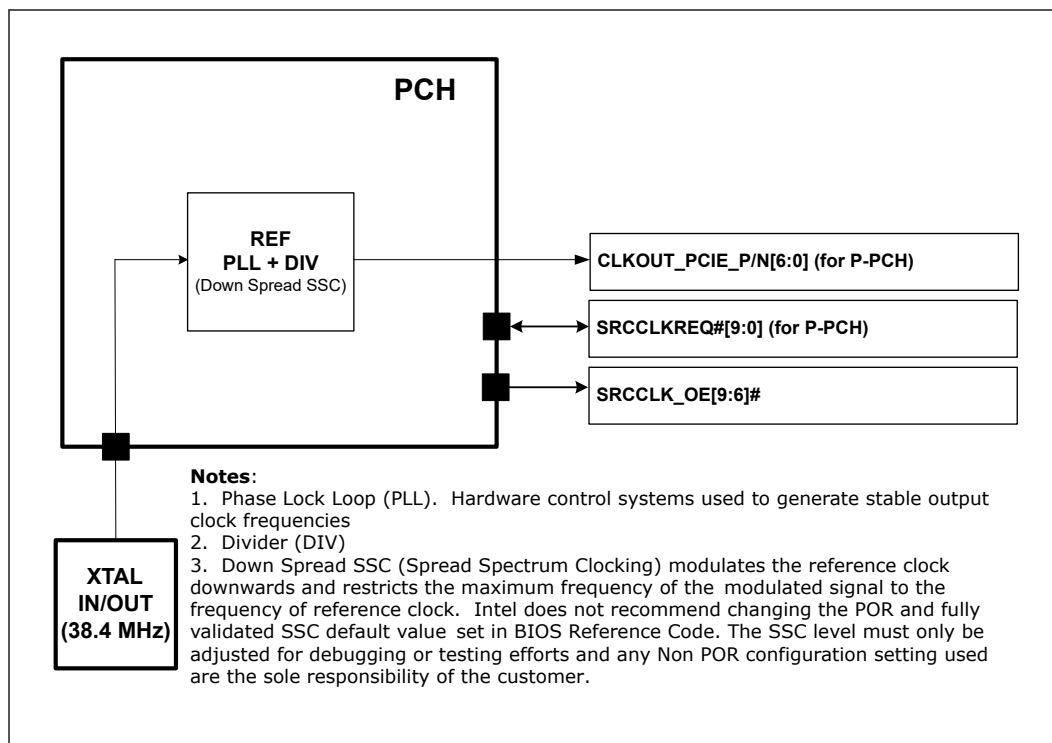 PCH
REF
PLL + DIV
(Down Spread SSC)
CLKOUT_PCIE_P/N[6:0] (for P-PCH)
SRCCLKREQ#[9:0] (for P-PCH)
SRCCLK_OE[9:6]#
XTAL
IN/OUT
(38.4 MHz)
Notes:
1. Phase Lock Loop (PLL). Hardware control systems used to generate stable output
clock frequencies
2. Divider (DIV)
3. Down Spread SSC (Spread Spectrum Clocking) modulates the reference clock
downwards and restricts the maximum frequency of the modulated signal to the
frequency of reference clock. Intel does not recommend changing the POR and fully
validated SSC default value set in BIOS Reference Code. The SSC level must only be
adjusted for debugging or testing efforts and any Non POR configuration setting used
are the sole responsibility of the customer.